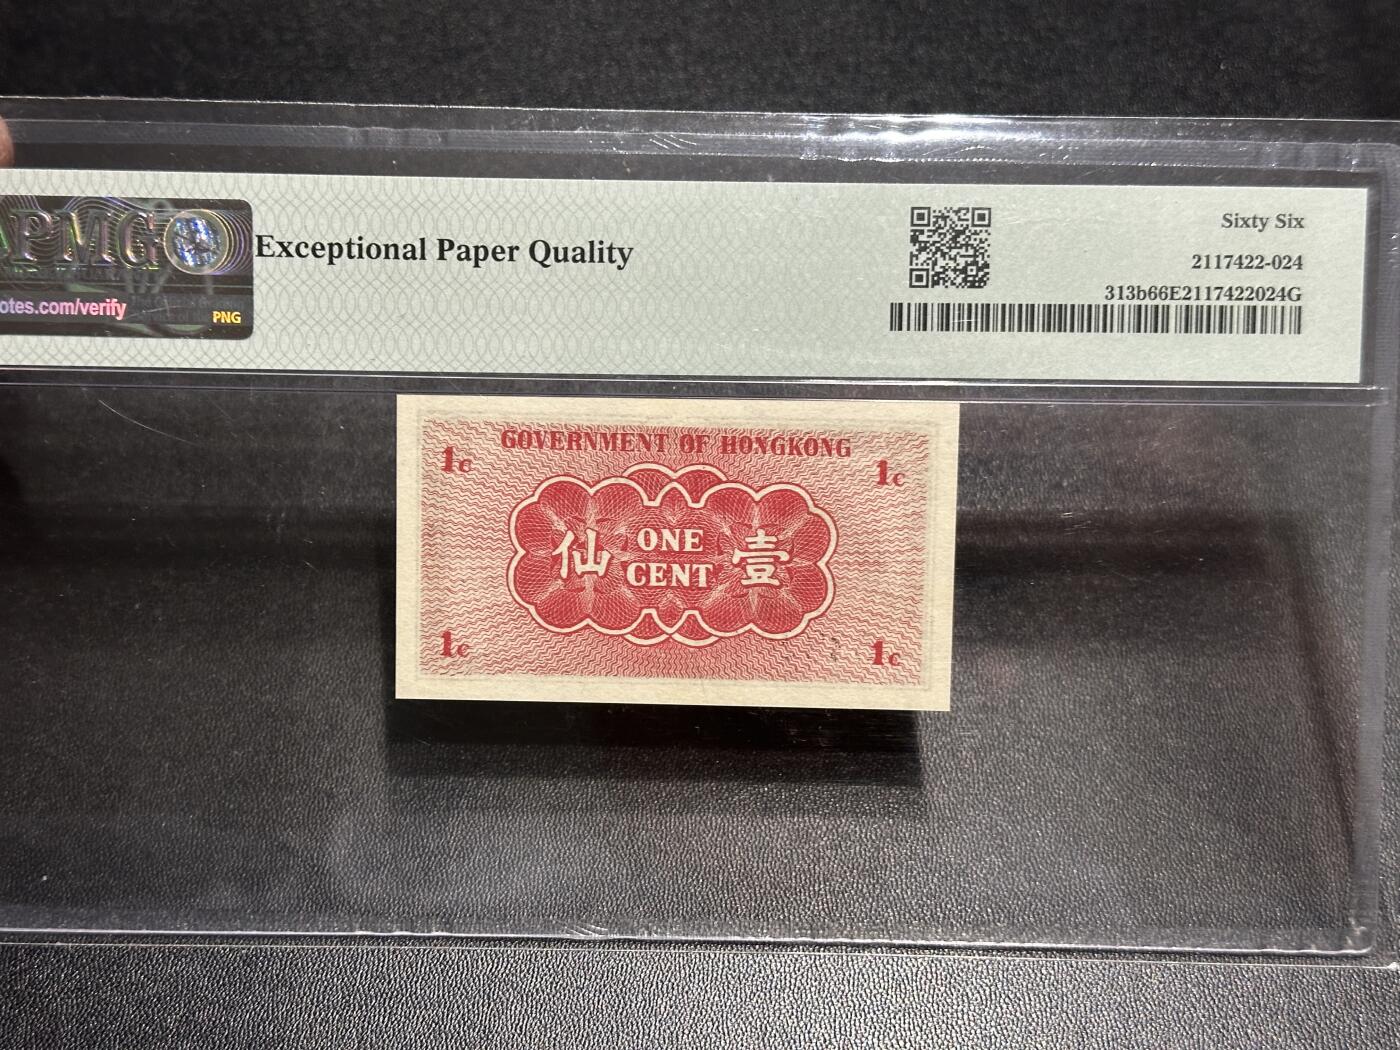 PMG
otes.com/verify
PNG
Exceptional Paper Quality
Sixty Six
2117422-024
313b66E2117422024G
GOVERNMENT OF HONGKONG
1c
1c
仙 ONE 壹
CENT
1c
1c